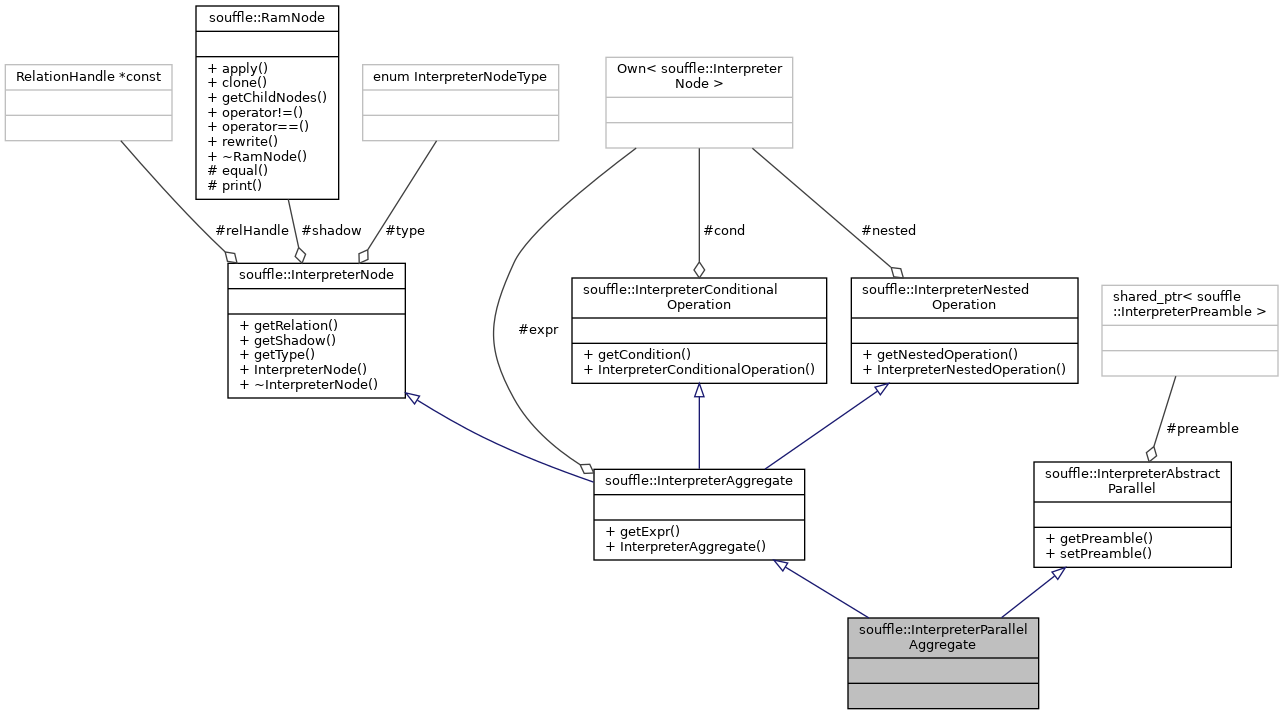 souffle::RamNode
+ apply()
+ clone()
+ getChildNodes()
+ operator!=()
+ operator==()
+ rewrite()
+ ~RamNode()
# equal()
# print()
RelationHandle *const
enum InterpreterNodeType
Own< souffle::Interpreter
Node >
#relHandle
#shadow
#type
#cond
#nested
#expr
souffle::InterpreterNode
+ getRelation()
+ getShadow()
+ getType()
+ InterpreterNode()
+ ~InterpreterNode()
souffle::InterpreterConditional
Operation
+ getCondition()
+ InterpreterConditionalOperation()
souffle::InterpreterNested
Operation
+ getNestedOperation()
+ InterpreterNestedOperation()
shared_ptr< souffle
::InterpreterPreamble >
#preamble
souffle::InterpreterAggregate
+ getExpr()
+ InterpreterAggregate()
souffle::InterpreterAbstract
Parallel
+ getPreamble()
+ setPreamble()
souffle::InterpreterParallel
Aggregate